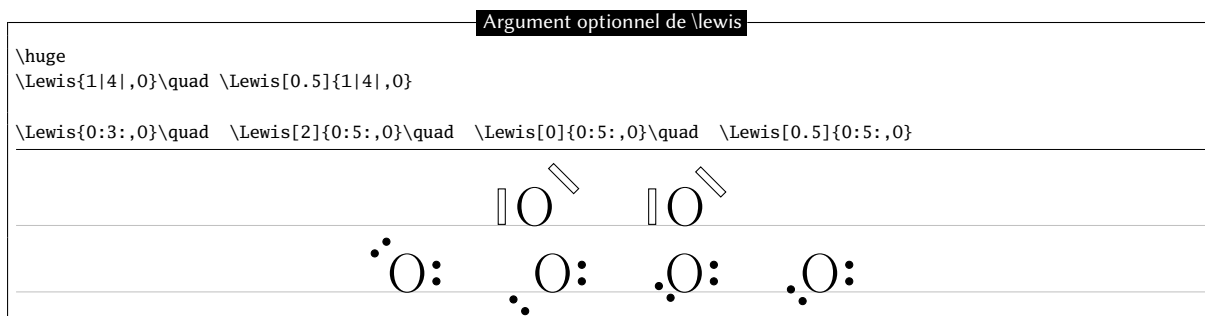 Argument optionnel de \lewis
\huge
\Lewis{1|4|,O}\quad \Lewis[0.5]{1|4|,O}
\Lewis{0:3:,O}\quad \Lewis[2]{0:5:,O}\quad \Lewis[0]{0:5:,O}\quad \Lewis[0.5]{0:5:,O}
O O
O: O: O: O: